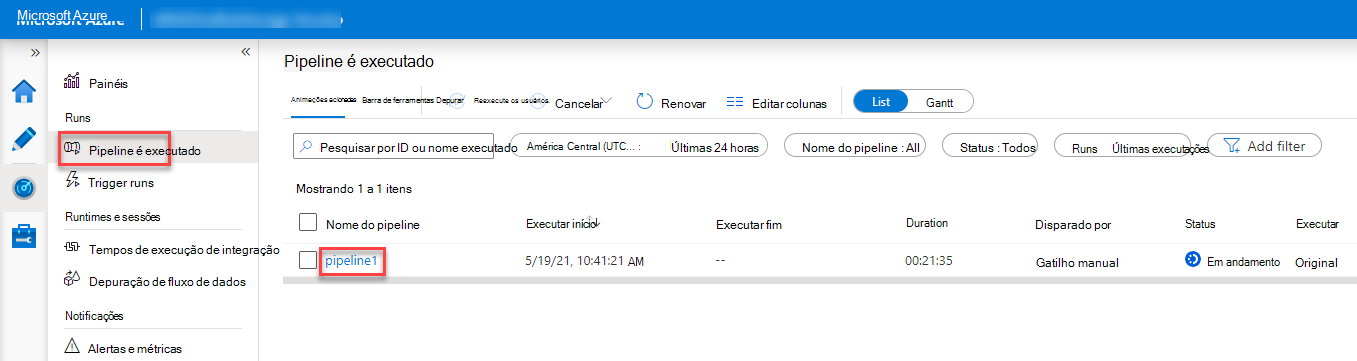 Microsoft Azure
Microsoft Azure
»
«
Painéis
Runs
Pipeline é executado
Trigger runs
Runtimes e sessões
Tempos de execução de integração
Depuração de fluxo de dados
Notificações
Alertas e métricas
Pipeline é executado
Animações acionadas Barra de ferramentas Depurar Reexecute os usuários. Cancelar Renovar Editar colunas List Gantt
Pesquisar por ID ou nome executado América Central (UTC... : Últimas 24 horas Nome do pipeline : All Status : Todos Runs Últimas execuções Add filter
Mostrando 1 a 1 itens
Nome do pipeline Executar início Executar fim Duration Disparado por Status Executar
pipeline1 5/19/21, 10:41:21 AM -- 00:21:35 Gatilho manual Em andamento Original